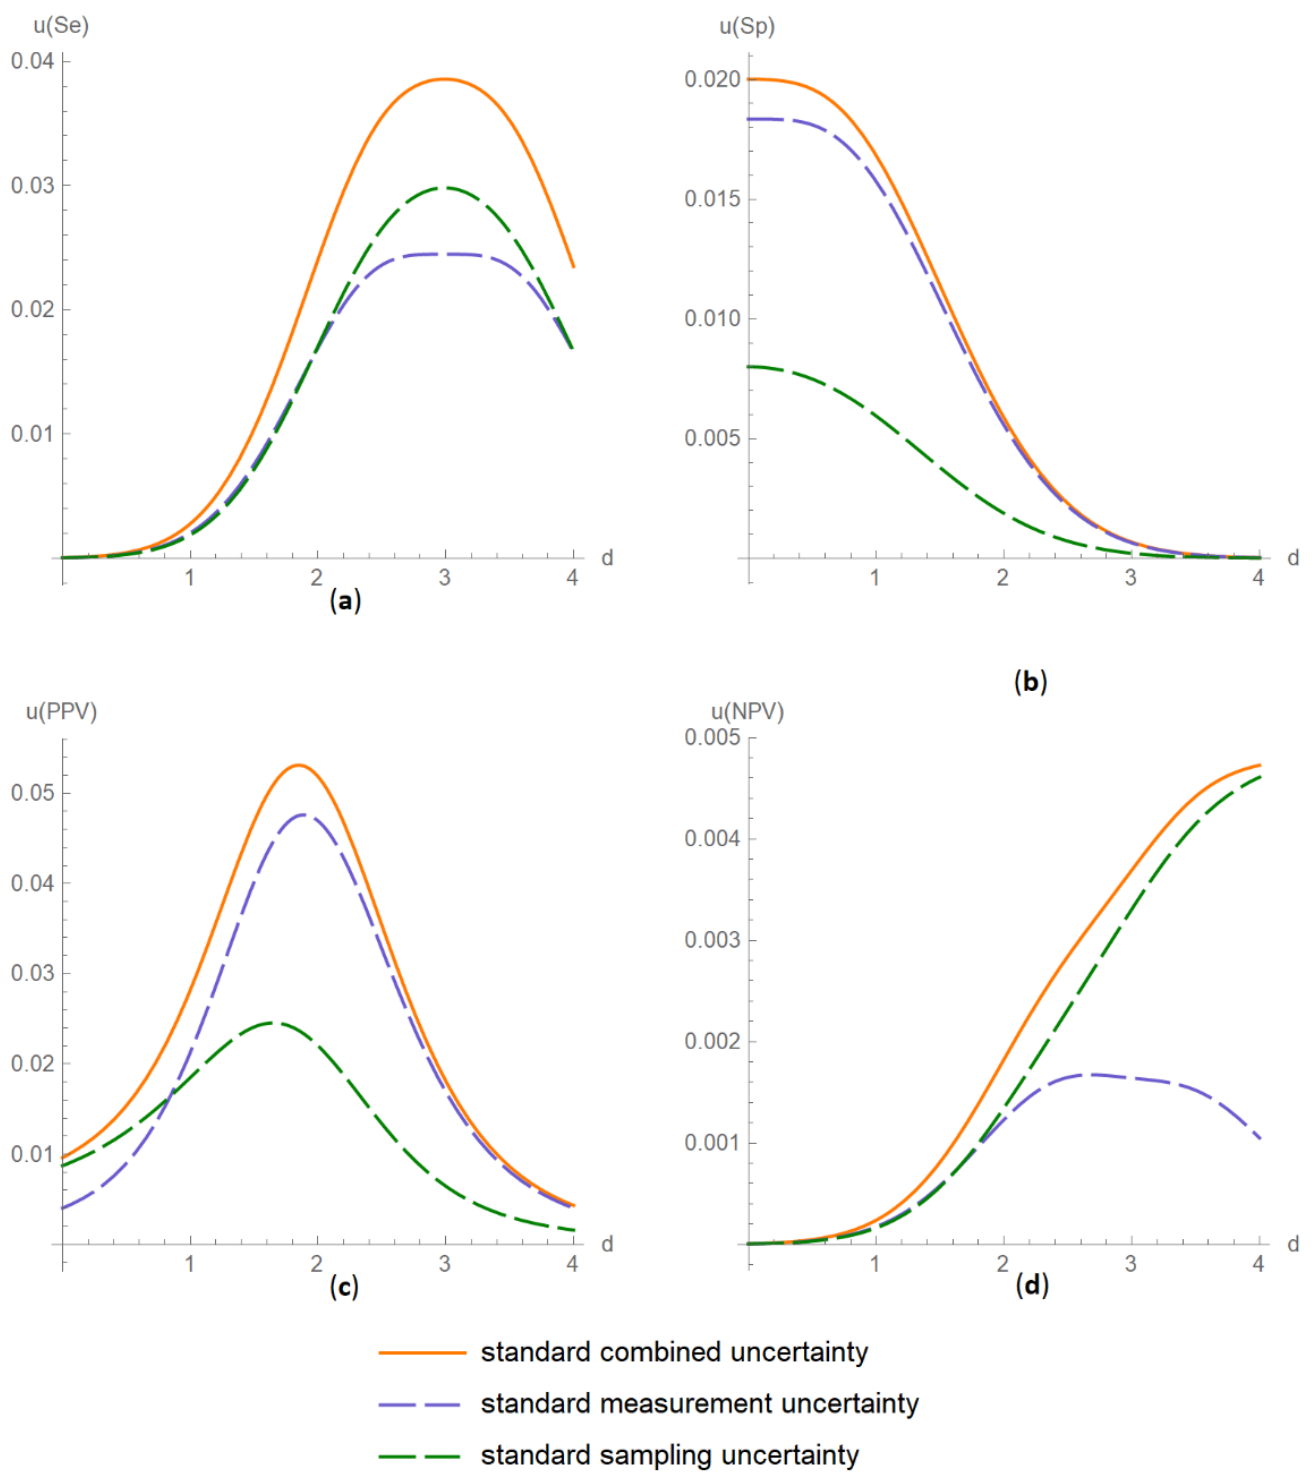 u(Se)
0.04
0.03
0.02
0.01
1 2 3 4 d
(a)
u(Sp)
0.020
0.015
0.010
0.005
1 2 3 4 d
(b)
u(PPV)
0.05
0.04
0.03
0.02
0.01
1 2 3 4 d
(c)
u(NPV)
0.005
0.004
0.003
0.002
0.001
1 2 3 4 d
(d)
standard combined uncertainty
standard measurement uncertainty
standard sampling uncertainty